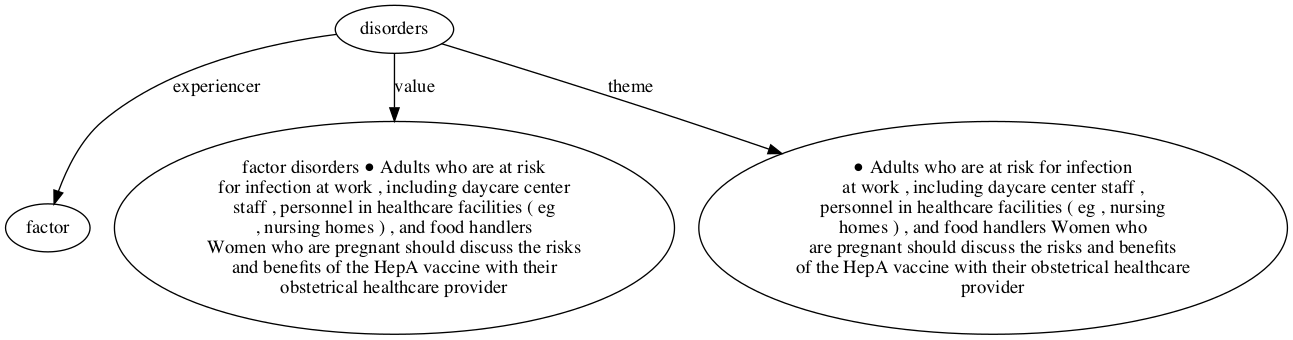 disorders
experiencer
value
theme
factor
factor disorders ● Adults who are at risk
for infection at work , including daycare center
staff , personnel in healthcare facilities ( eg
, nursing homes ) , and food handlers
Women who are pregnant should discuss the risks
and benefits of the HepA vaccine with their
obstetrical healthcare provider
● Adults who are at risk for infection
at work , including daycare center staff ,
personnel in healthcare facilities ( eg , nursing
homes ) , and food handlers Women who
are pregnant should discuss the risks and benefits
of the HepA vaccine with their obstetrical healthcare
provider